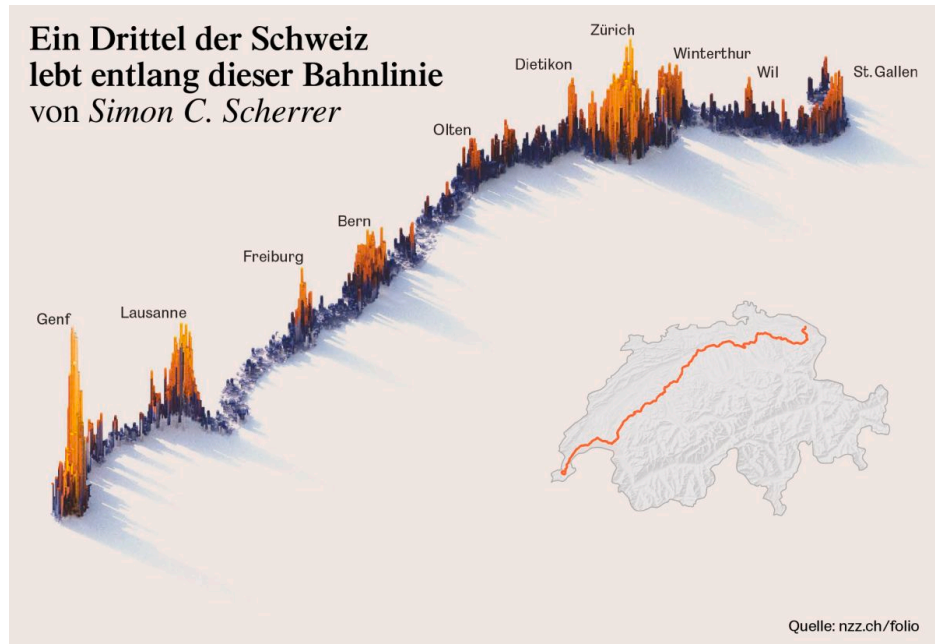 Ein Drittel der Schweiz
lebt entlang dieser Bahnlinie
von Simon C. Scherrer
Zürich
Winterthur
Dietikon
Wil
St. Gallen
Olten
Bern
Freiburg
Lausanne
Genf
Quelle: nzz.ch/folio